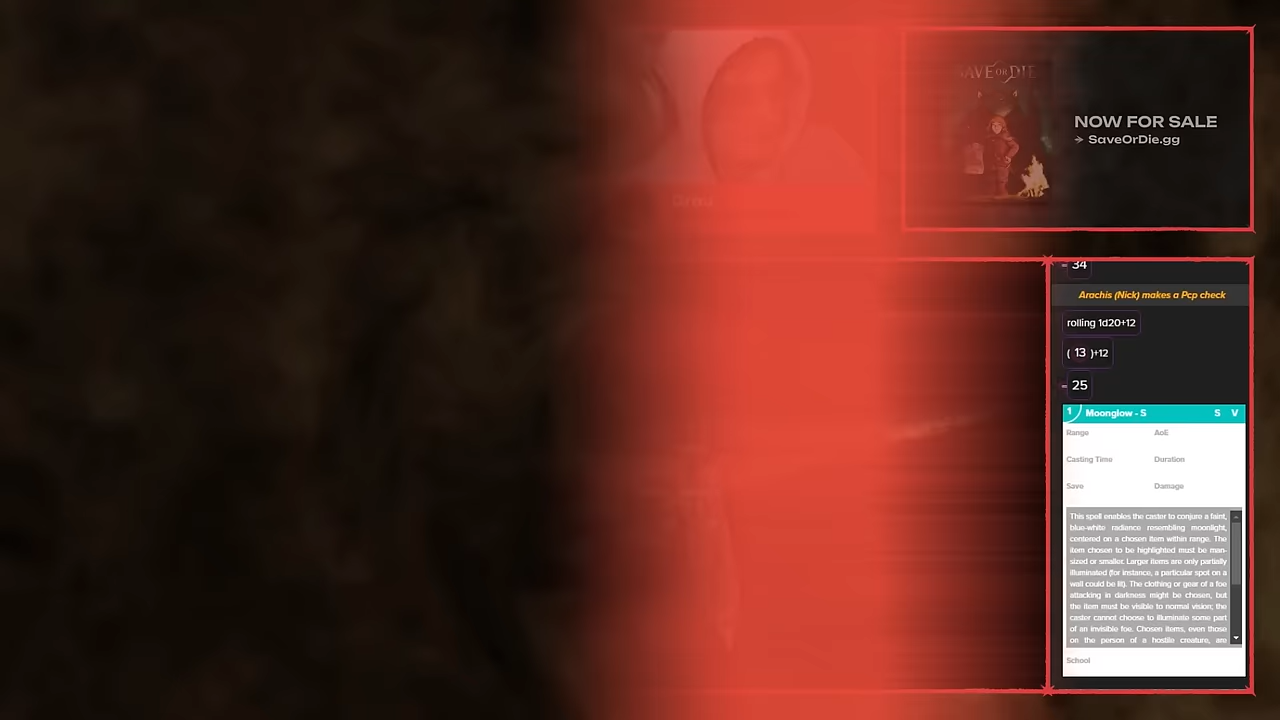 SAVE OR DIE
NOW FOR SALE
→ SaveOrDie.gg
34
Arachis (Nick) makes a Pcp check
rolling 1d20+12
( 13 )+12
25
1 Moonglow - S S V
Range AoE
Casting Time Duration
Save Damage
This spell enables the caster to conjure a faint,
blue-white radiance resembling moonlight,
centered on a chosen item within range. The
item chosen to be highlighted must be man-
sized or smaller. Larger items are only partially
illuminated (for instance, a particular spot on a
wall could be lit). The clothing or gear of a foe
attacking in darkness might be chosen, but
the item must be visible to normal vision; the
caster cannot choose to illuminate some part
of an invisible foe. Chosen items, even those
on the person of a hostile creature, are
School